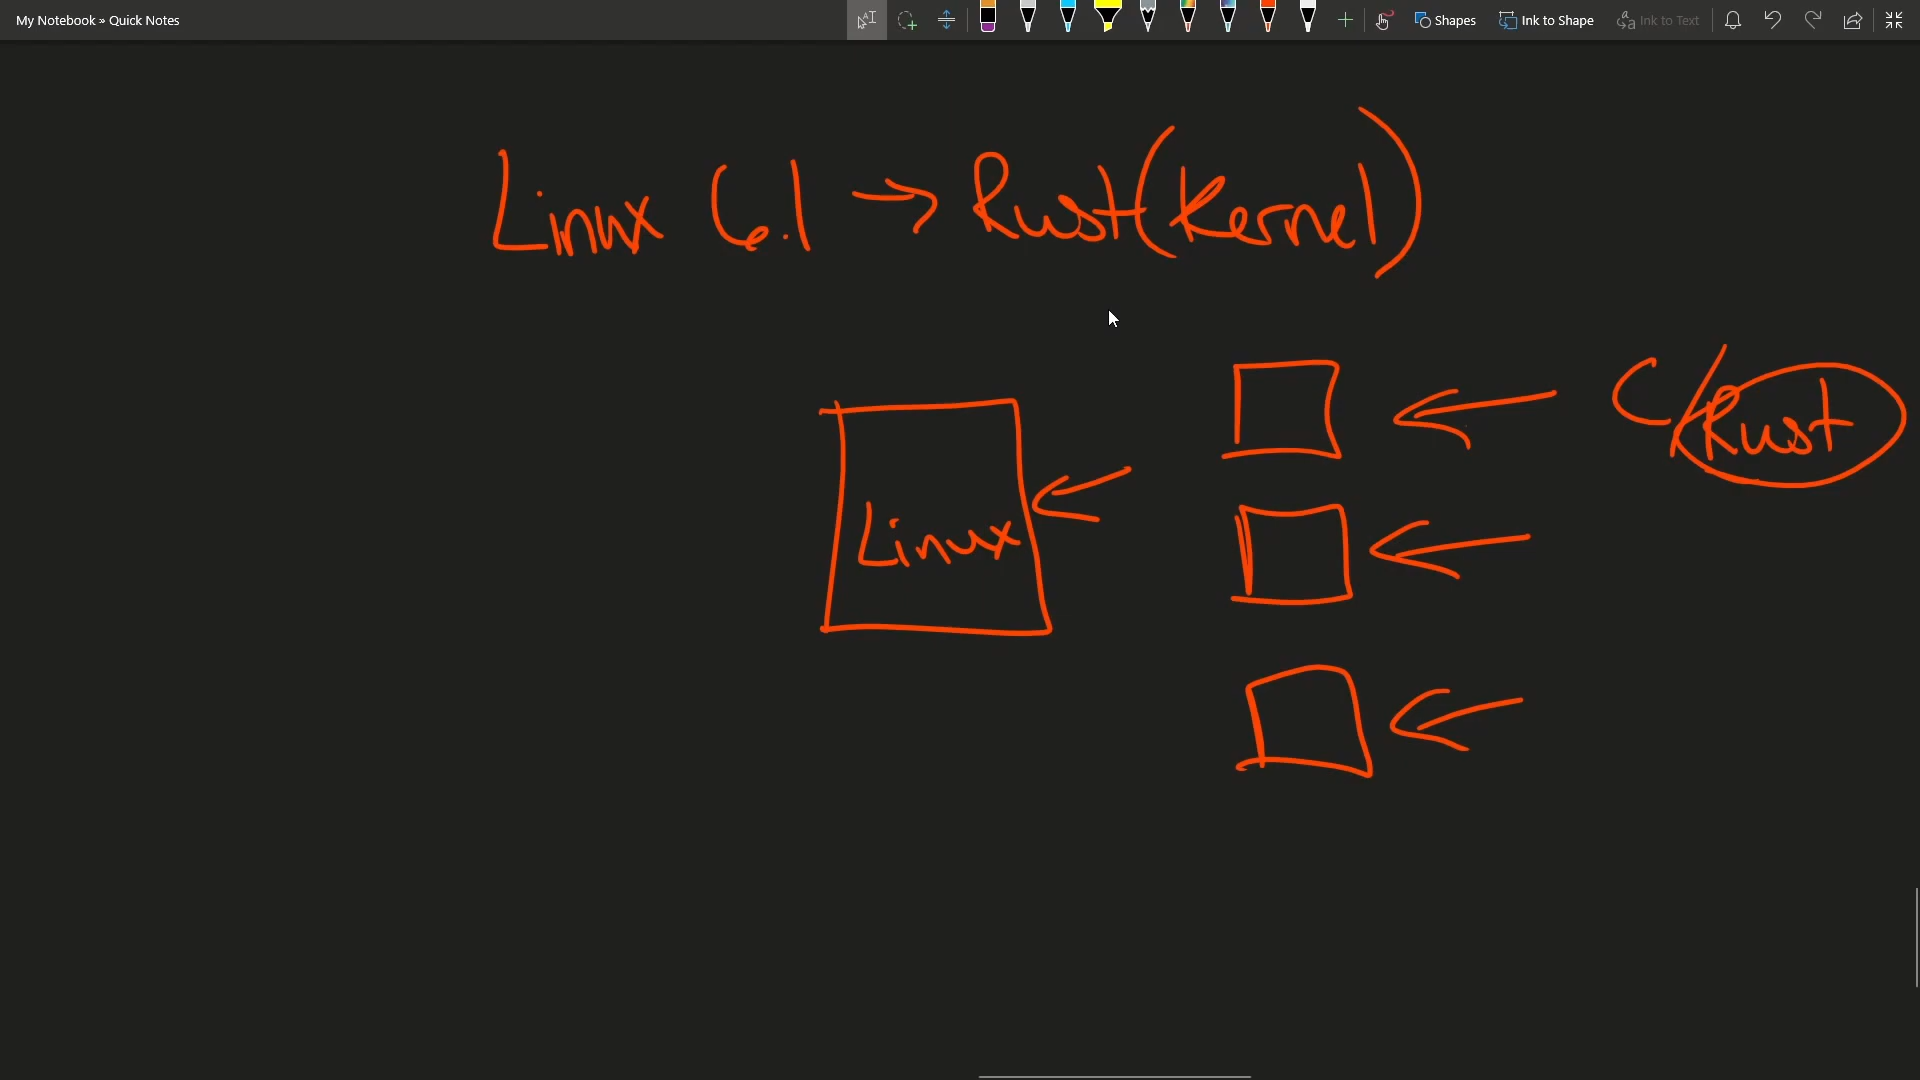 My Notebook » Quick Notes
Shapes
Ink to Shape
Ink to Text
Linux 6.1 → Rust(Kernel)
C/Rust
Linux